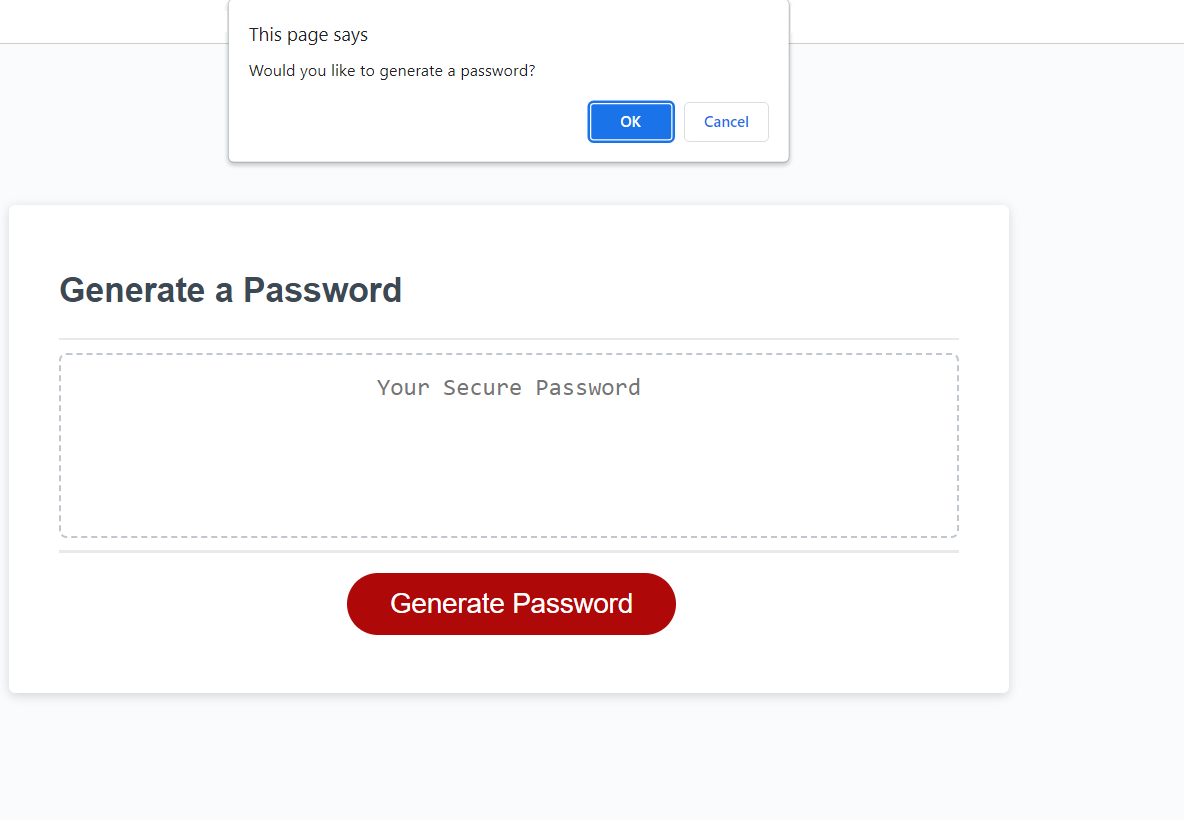 This page says
Would you like to generate a password?
OK
Cancel
Generate a Password
Your Secure Password
Generate Password